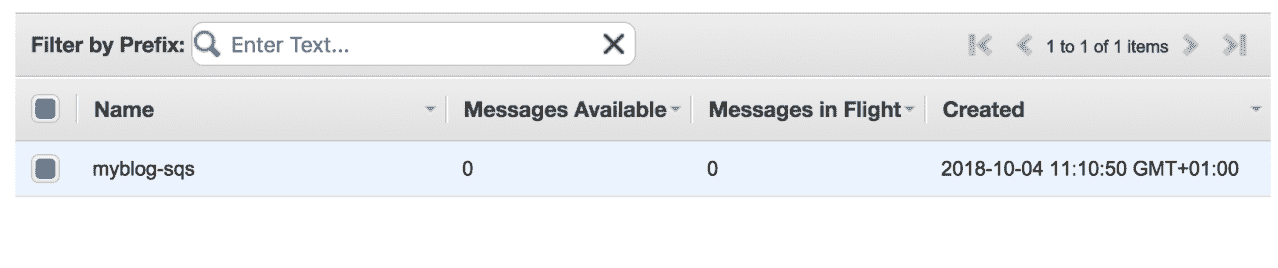 Filter by Prefix: Enter Text... 1 to 1 of 1 items
Name Messages Available Messages in Flight Created
myblog-sqs 0 0 2018-10-04 11:10:50 GMT+01:00